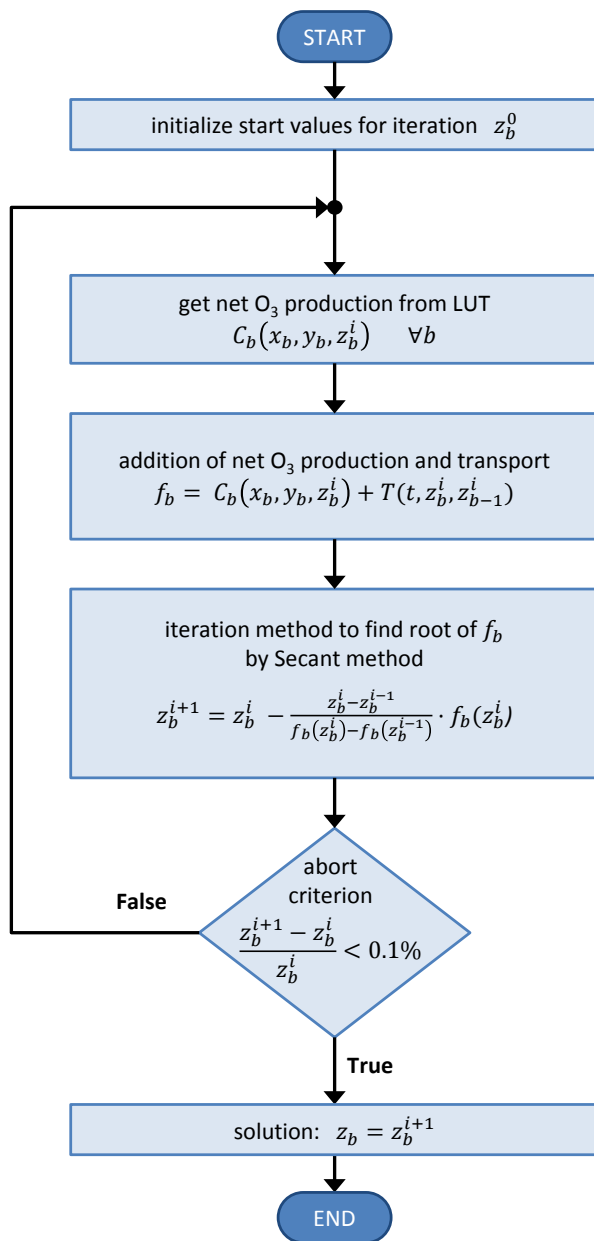 START
initialize start values for iteration z_b^0
get net O₃ production from LUT
C_b(x_b, y_b, z_b^i) ∀b
addition of net O₃ production and transport
f_b = C_b(x_b, y_b, z_b^i) + T(t, z_b^i, z_{b−1}^i)
iteration method to find root of f_b
by Secant method
z_b^{i+1} = z_b^i − \frac{z_b^i−z_b^{i−1}}{f_b(z_b^i)−f_b(z_b^{i−1})} · f_b(z_b^i)
abort
criterion
False
\frac{z_b^{i+1} − z_b^i}{z_b^i} < 0.1%
True
solution: z_b = z_b^{i+1}
END